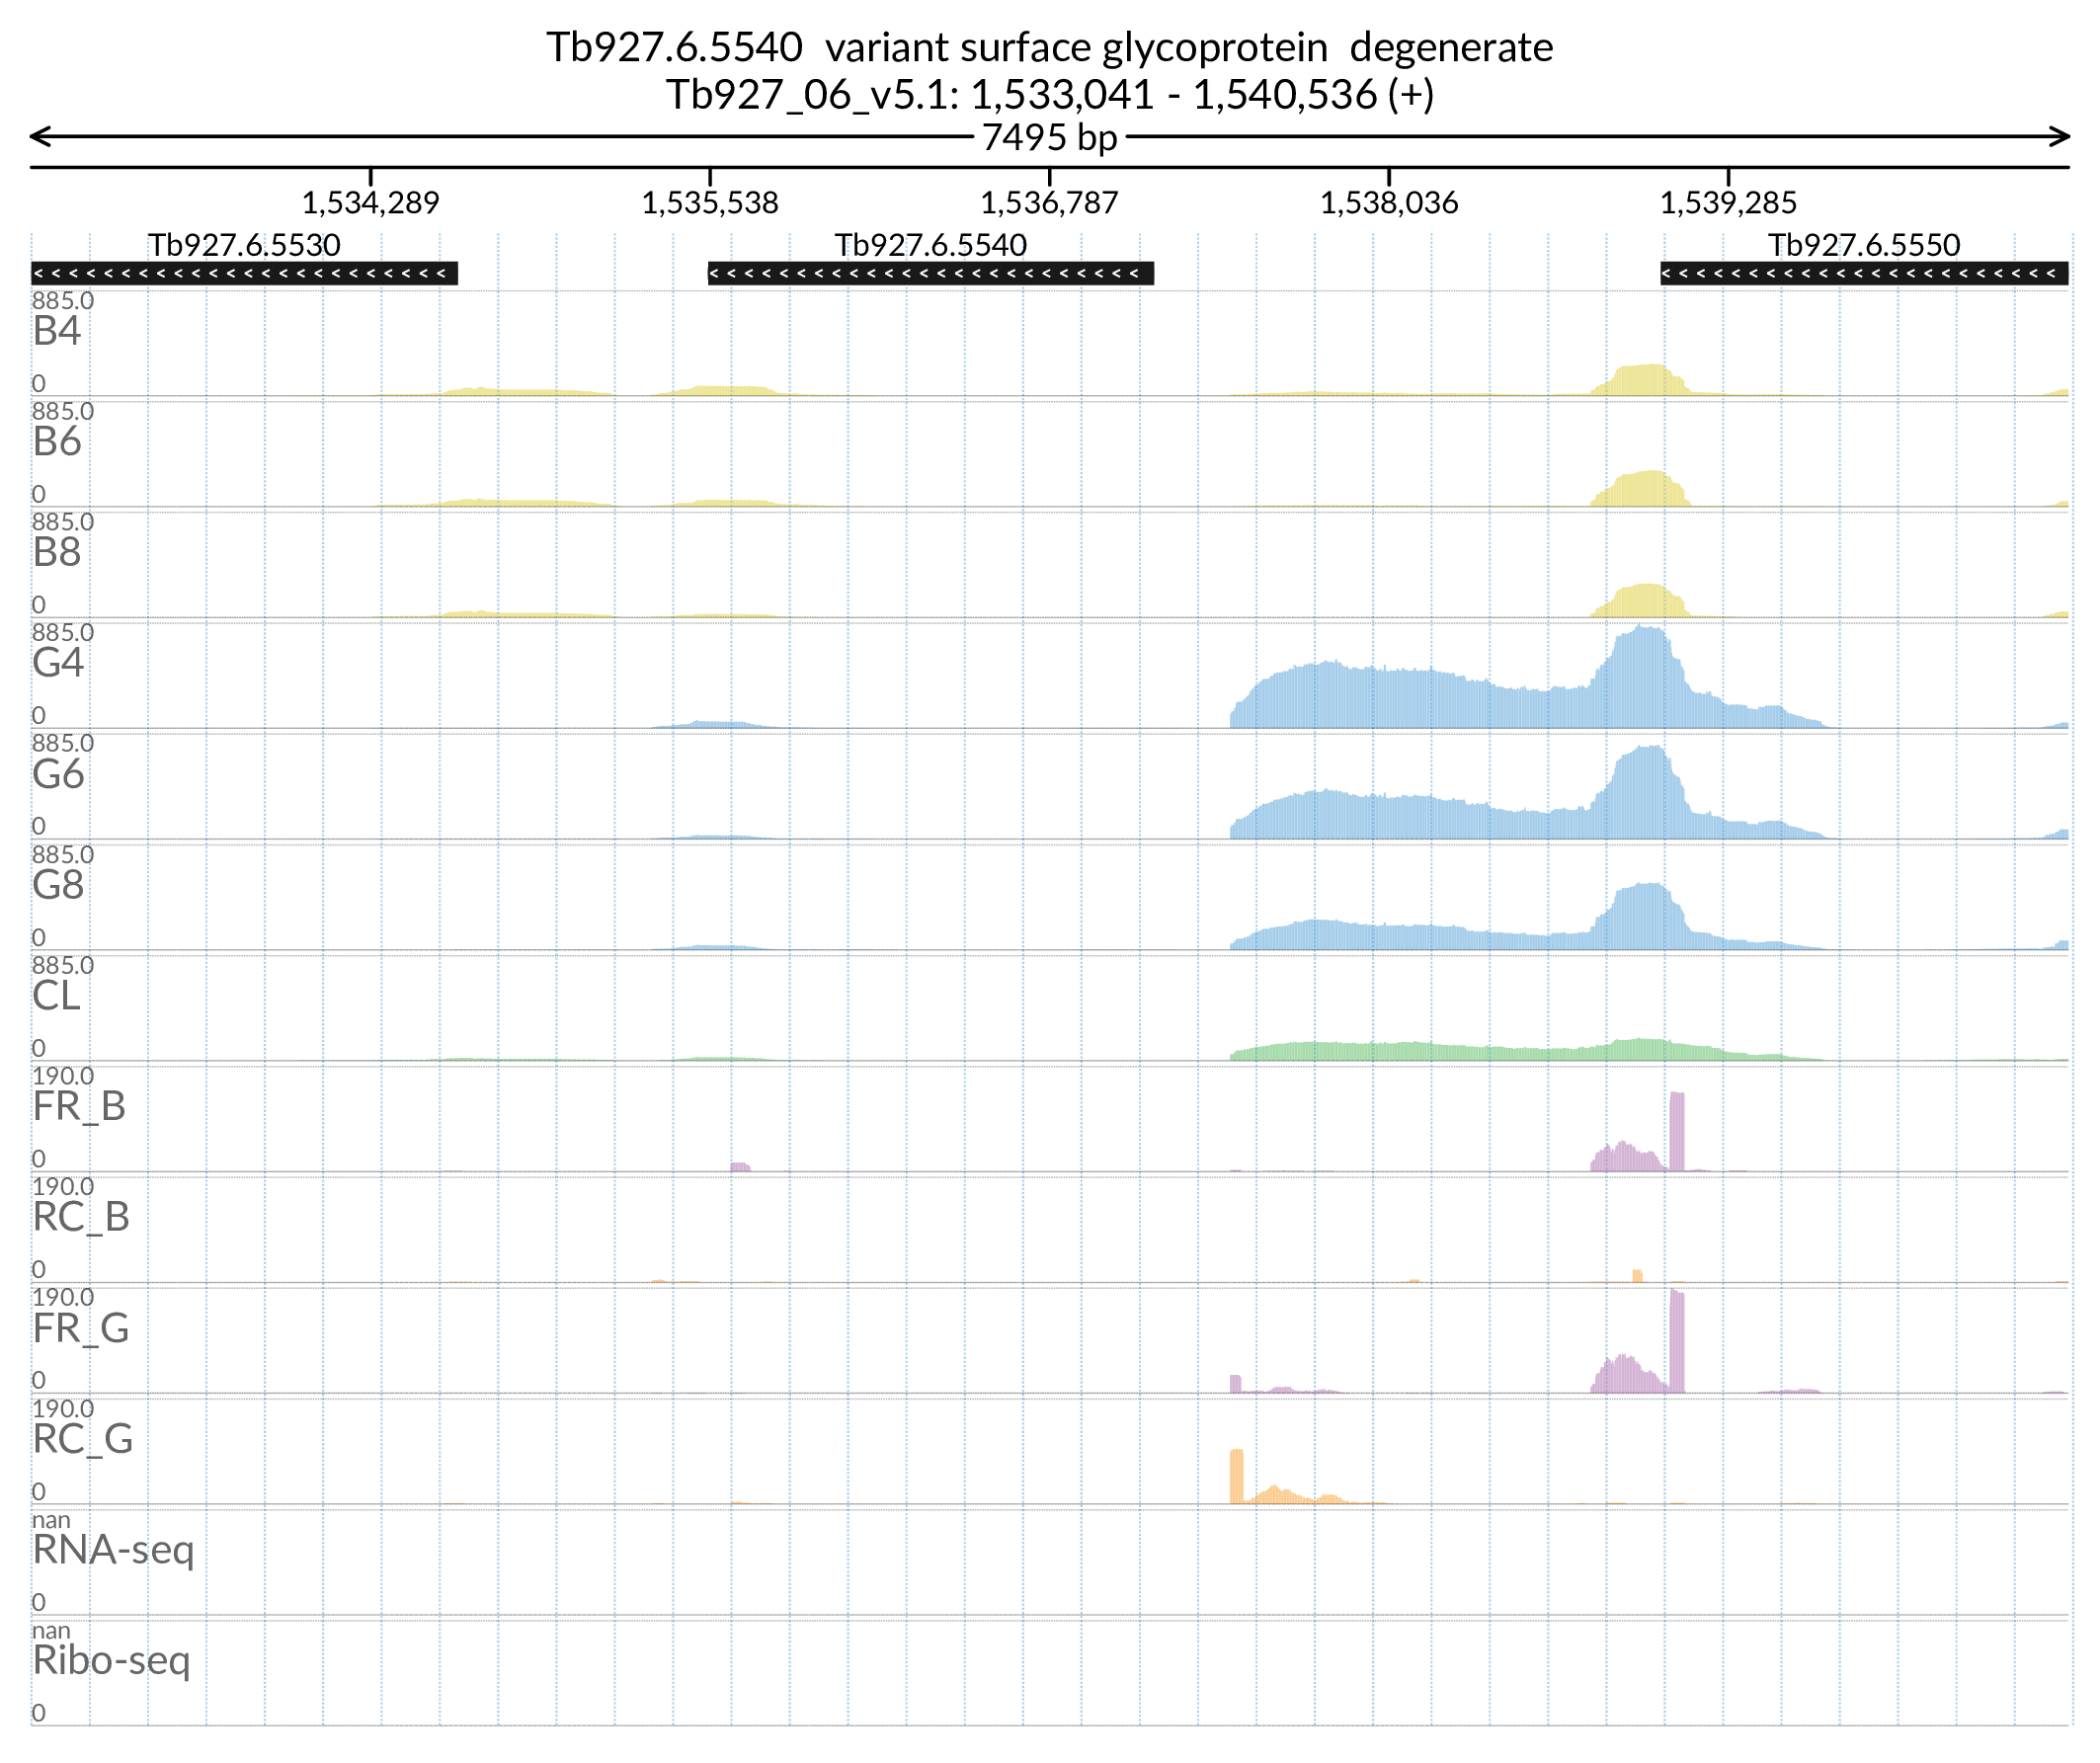 Tb927.6.5540 variant surface glycoprotein degenerate
Tb927_06_v5.1: 1,533,041 - 1,540,536 (+)
7495 bp
1,534,289 1,535,538 1,536,787 1,538,036 1,539,285
Tb927.6.5530 Tb927.6.5540 Tb927.6.5550
885.0
B4
0
885.0
B6
0
885.0
B8
0
885.0
G4
0
885.0
G6
0
885.0
G8
0
885.0
CL
0
190.0
FR_B
0
190.0
RC_B
0
190.0
FR_G
0
190.0
RC_G
0
nan
RNA-seq
0
nan
Ribo-seq
0